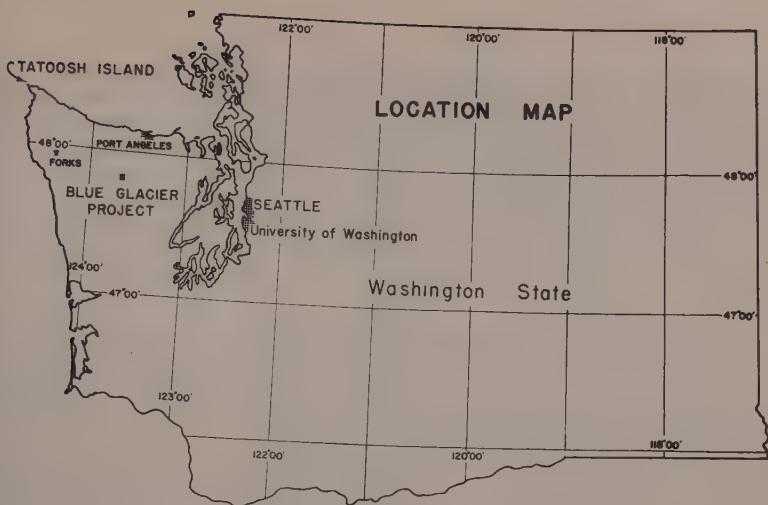 122°00'
120°00'
118°00'
TATOOSH ISLAND
LOCATION MAP
48°00'
PORT ANGELES
FORKS
48°00'
BLUE GLACIER
PROJECT
SEATTLE
University of Washington
124°00'
47°00'
Washington State
47°00'
123°00'
122°00'
120°00'
118°00'